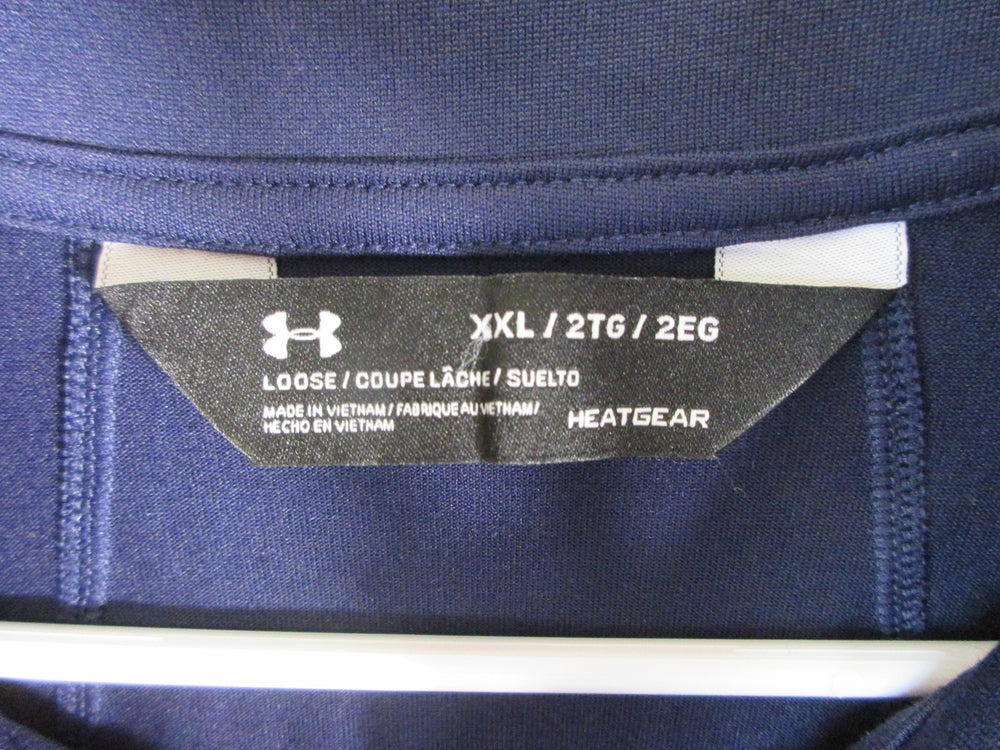 XXL / 2TG / 2EG
LOOSE / COUPE LÂCHE / SUELTO
MADE IN VIETNAM / FABRIQUE AU VIETNAM /
HECHO EN VIETNAM
HEATGEAR